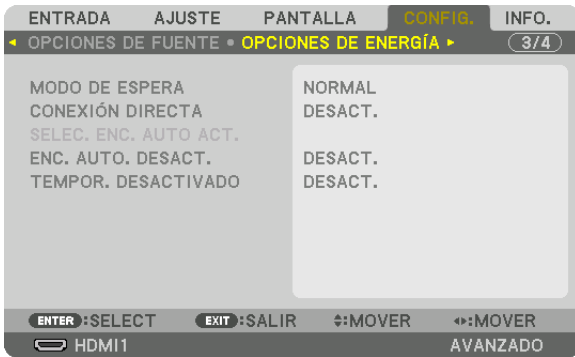 ENTRADA AJUSTE PANTALLA CONFIG. INFO.
◄ OPCIONES DE FUENTE • OPCIONES DE ENERGÍA ► 3/4
MODO DE ESPERA NORMAL
CONEXIÓN DIRECTA DESACT.
SELEC. ENC. AUTO ACT.
ENC. AUTO. DESACT. DESACT.
TEMPOR. DESACTIVADO DESACT.
ENTER :SELECT EXIT :SALIR ♦:MOVER ◂▸:MOVER
HDMI1 AVANZADO